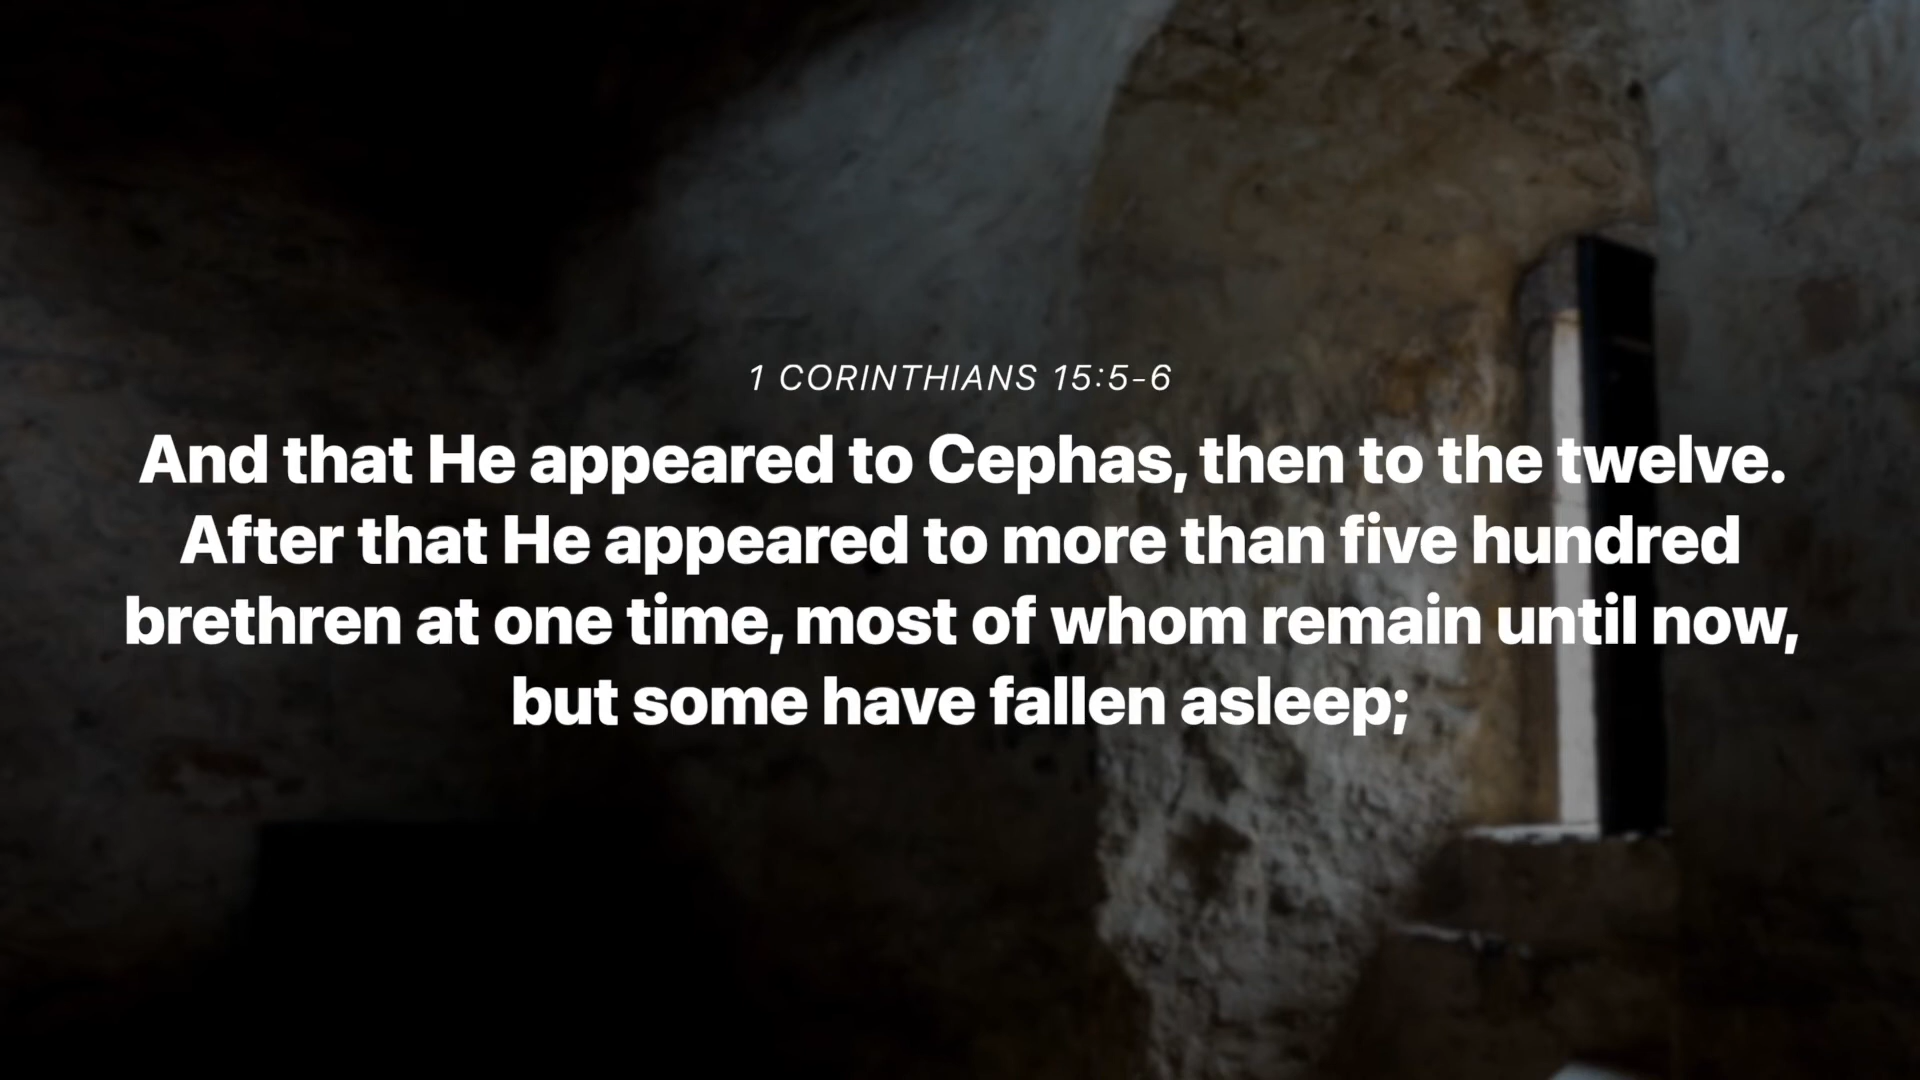 1 CORINTHIANS 15:5-6
And that He appeared to Cephas, then to the twelve.
After that He appeared to more than five hundred
brethren at one time, most of whom remain until now,
but some have fallen asleep;